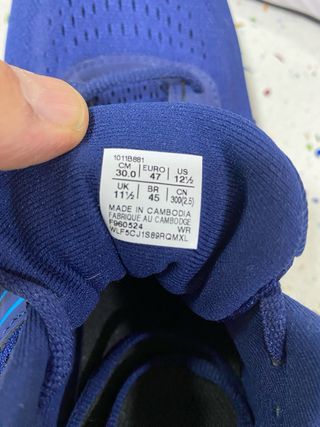 1011B881
CM EURO US
30.0 47 12½
UK BR CN
11½ 45 300(2.5)
MADE IN CAMBODIA
FABRIQUE AU CAMBODGE
F960524 WR
WLF5CJ1S89RQMXL